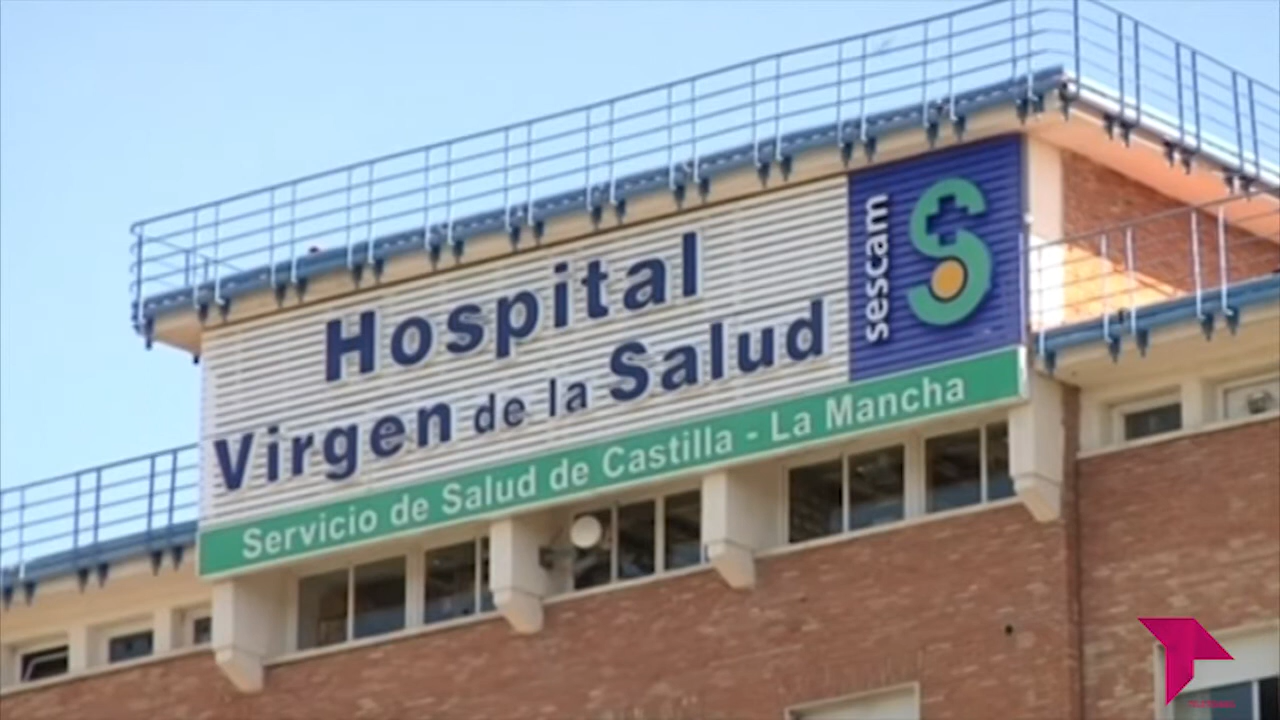 Hospital
Virgen de la Salud
sescam
Servicio de Salud de Castilla - La Mancha